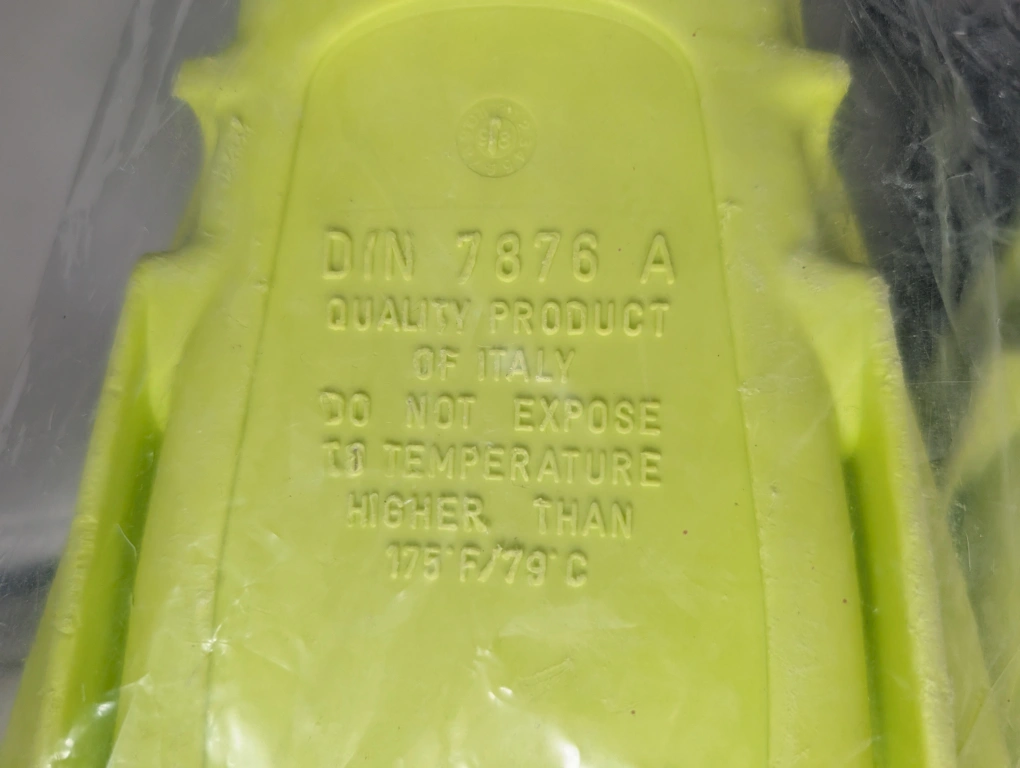 DIN 7876 A
QUALITY PRODUCT
OF ITALY
DO NOT EXPOSE
TO TEMPERATURE
HIGHER THAN
175°F/79°C